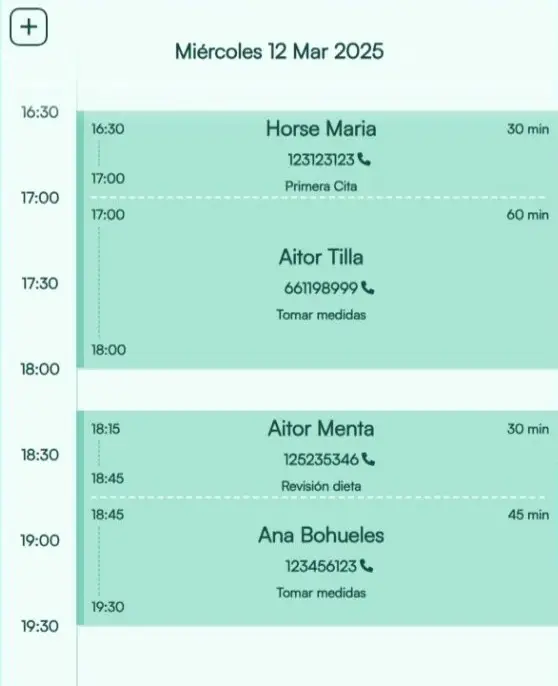 +
Miércoles 12 Mar 2025
16:30
16:30 Horse Maria 30 min
123123123
17:00 Primera Cita
17:00
17:00 60 min
Aitor Tilla
17:30 661198999
Tomar medidas
18:00
18:00
18:15 Aitor Menta 30 min
18:30 125235346
18:45 Revisión dieta
18:45 45 min
Ana Bohueles
19:00
123456123
Tomar medidas
19:30
19:30